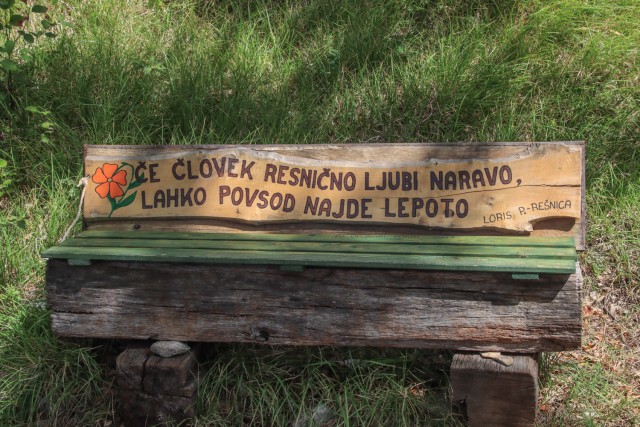 ČE ČLOVEK RESNIČNO LJUBI NARAVO,
LAHKO POVSOD NAJDE LEPOTO
LORIS P.-REŠNICA